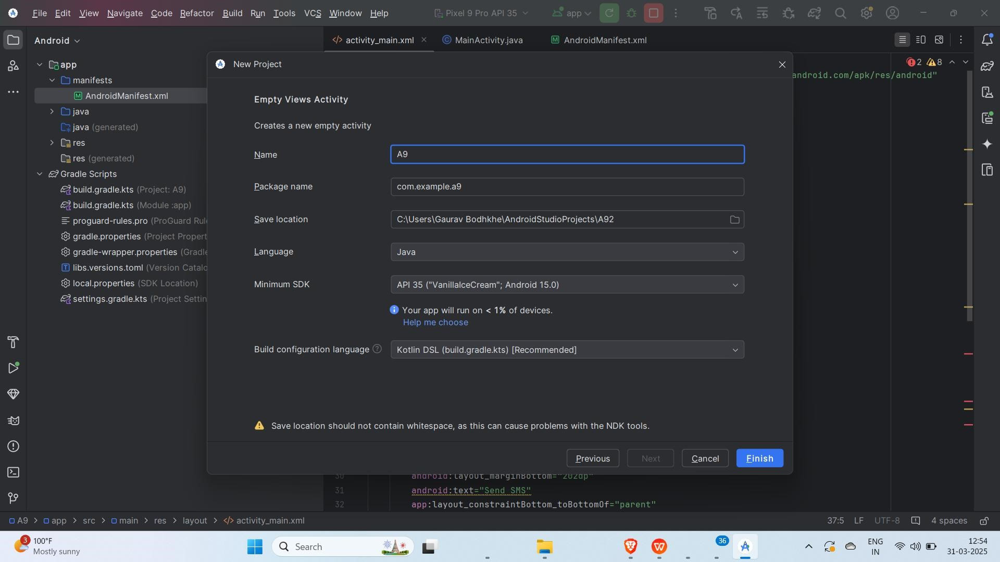 File Edit View Navigate Code Refactor Build Run Tools VCS Window Help Pixel 9 Pro API 35 app
Android
activity_main.xml MainActivity.java AndroidManifest.xml
app
manifests
AndroidManifest.xml
java
java (generated)
res
res (generated)
Gradle Scripts
build.gradle.kts (Project: A9)
build.gradle.kts (Module :app)
proguard-rules.pro (ProGuard Rul
gradle.properties (Project Propert
gradle-wrapper.properties (Gradle
libs.versions.toml (Version Catalo
local.properties (SDK Location)
settings.gradle.kts (Project Settin
2 8
android.com/apk/res/android"
New Project
Empty Views Activity
Creates a new empty activity
Name A9
Package name com.example.a9
Save location C:\Users\Gaurav Bodhkhe\AndroidStudioProjects\A92
Language Java
Minimum SDK API 35 ("VanillaIceCream"; Android 15.0)
Your app will run on < 1% of devices.
Help me choose
Build configuration language Kotlin DSL (build.gradle.kts) [Recommended]
Save location should not contain whitespace, as this can cause problems with the NDK tools.
Previous Next Cancel Finish
30 android:layout_marginBottom="202dp"
31 android:text="Send SMS"
32 app:layout_constraintBottom_toBottomOf="parent"
A9 > app > src > main > res > layout > activity_main.xml 37:5 LF UTF-8 4 spaces
3 100°F
Mostly sunny
Search
36
ENG
IN
12:54
31-03-2025